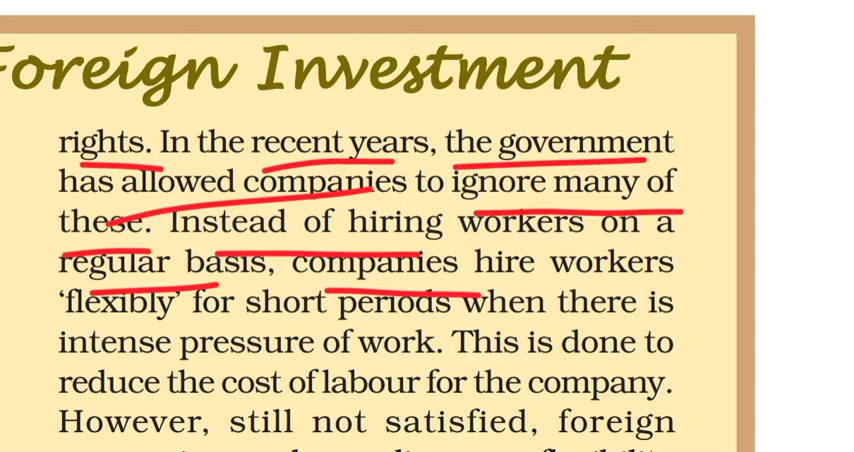 Foreign Investment
rights. In the recent years, the government
has allowed companies to ignore many of
these. Instead of hiring workers on a
regular basis, companies hire workers
‘flexibly’ for short periods when there is
intense pressure of work. This is done to
reduce the cost of labour for the company.
However, still not satisfied, foreign